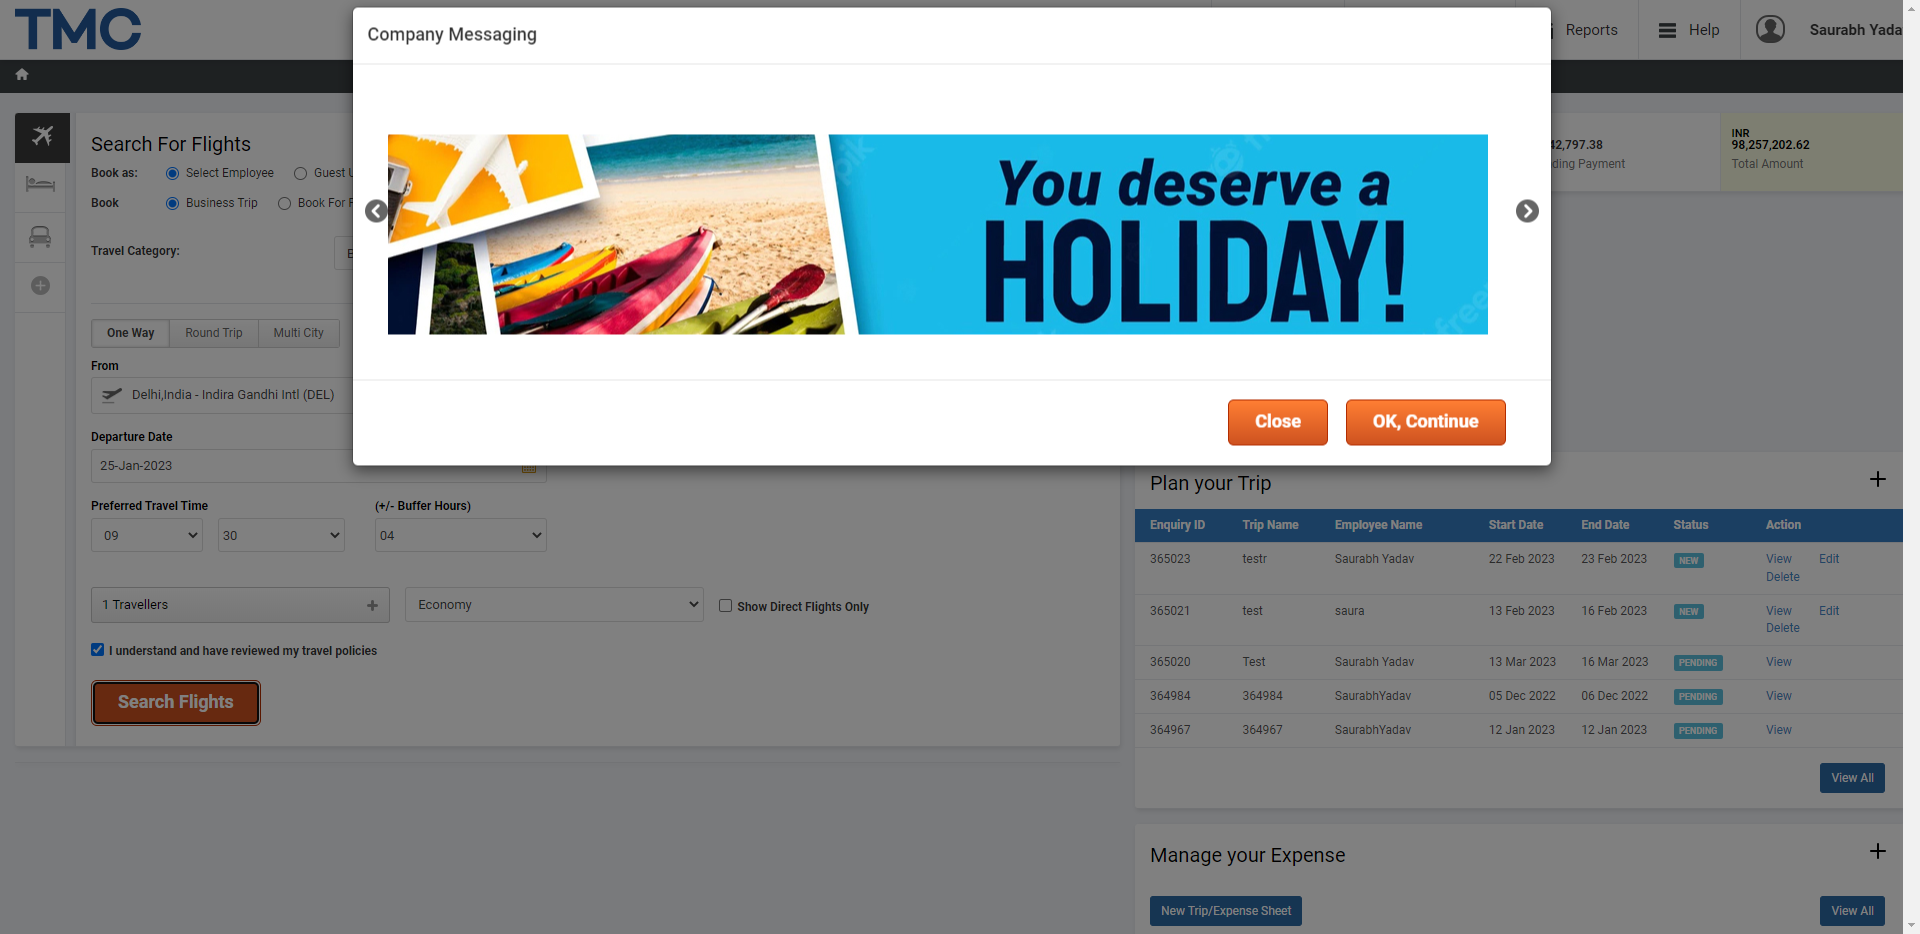 TMC
Company Messaging
Reports
Help
Saurabh Yada
You deserve a
HOLIDAY!
Close
OK, Continue
Search For Flights
Book as:
Select Employee
Guest U
Book
Business Trip
Book For
Travel Category:
One Way
Round Trip
Multi City
From
Delhi,India - Indira Gandhi Intl (DEL)
Departure Date
25-Jan-2023
Preferred Travel Time
(+/- Buffer Hours)
09
30
04
1 Travellers
Economy
Show Direct Flights Only
I understand and have reviewed my travel policies
Search Flights
42,797.38
ding Payment
INR
98,257,202.62
Total Amount
Plan your Trip
Enquiry ID Trip Name Employee Name Start Date End Date Status Action
365023 testr Saurabh Yadav 22 Feb 2023 23 Feb 2023 NEW View Edit
Delete
365021 test saura 13 Feb 2023 16 Feb 2023 NEW View Edit
Delete
365020 Test Saurabh Yadav 13 Mar 2023 16 Mar 2023 PENDING View
364984 364984 SaurabhYadav 05 Dec 2022 06 Dec 2022 PENDING View
364967 364967 SaurabhYadav 12 Jan 2023 12 Jan 2023 PENDING View
View All
Manage your Expense
New Trip/Expense Sheet
View All